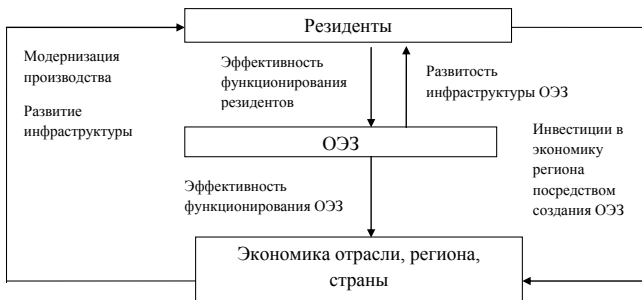 Резиденты
Модернизация
производства
Развитие
инфраструктуры
Эффективность
функционирования
резидентов
Развитость
инфраструктуры ОЭЗ
ОЭЗ
Эффективность
функционирования ОЭЗ
Инвестиции в
экономику
региона
посредством
создания ОЭЗ
Экономика отрасли, региона,
страны